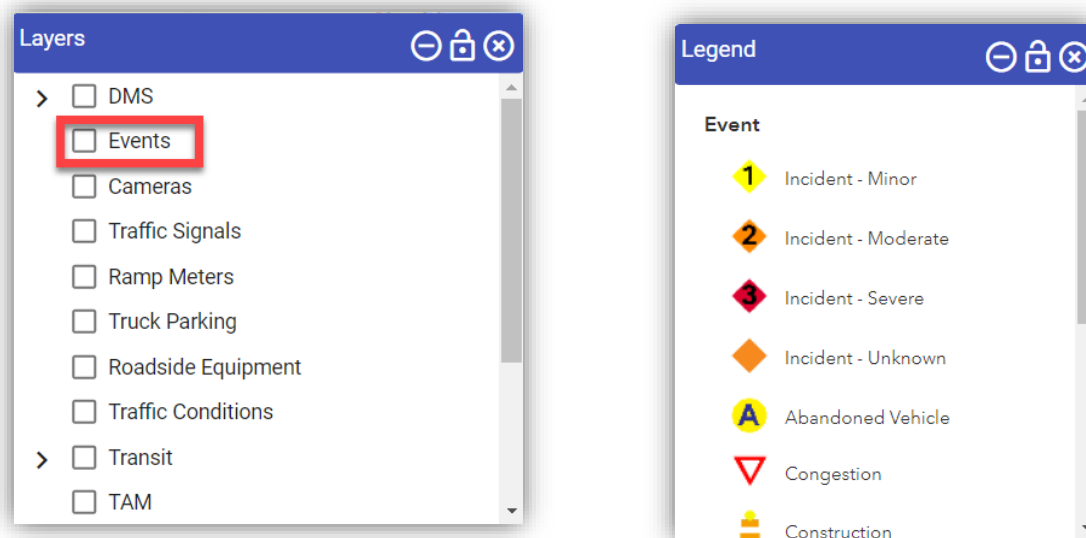 Layers
DMS
Events
Cameras
Traffic Signals
Ramp Meters
Truck Parking
Roadside Equipment
Traffic Conditions
Transit
TAM
Legend
Event
1 Incident - Minor
2 Incident - Moderate
3 Incident - Severe
Incident - Unknown
A Abandoned Vehicle
Congestion
Construction